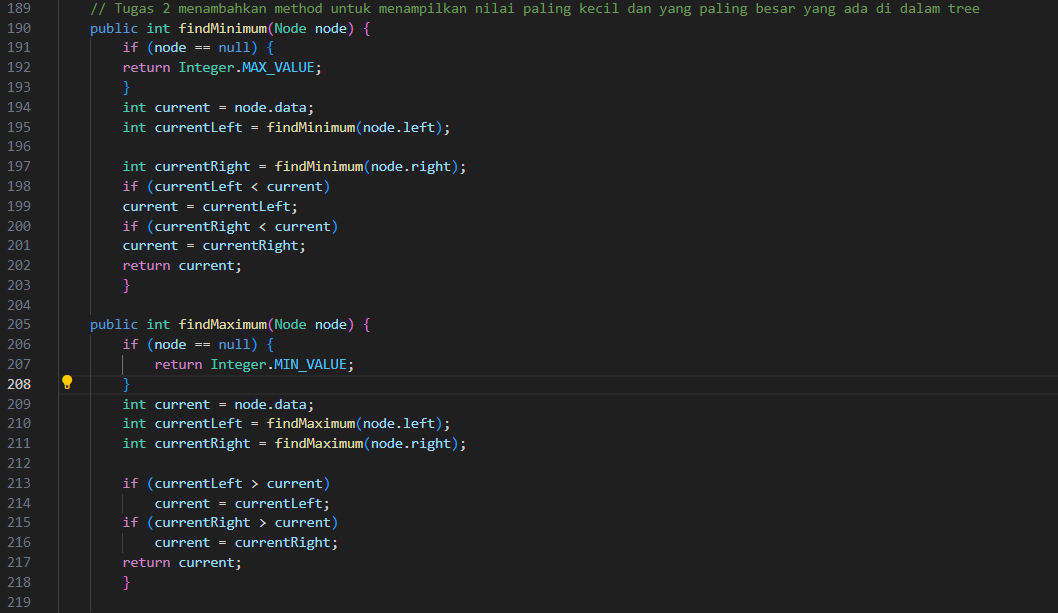 189 // Tugas 2 menambahkan method untuk menampilkan nilai paling kecil dan yang paling besar yang ada di dalam tree
190 public int findMinimum(Node node) {
191 if (node == null) {
192 return Integer.MAX_VALUE;
193 }
194 int current = node.data;
195 int currentLeft = findMinimum(node.left);
196
197 int currentRight = findMinimum(node.right);
198 if (currentLeft < current)
199 current = currentLeft;
200 if (currentRight < current)
201 current = currentRight;
202 return current;
203 }
204
205 public int findMaximum(Node node) {
206 if (node == null) {
207 return Integer.MIN_VALUE;
208 }
209 int current = node.data;
210 int currentLeft = findMaximum(node.left);
211 int currentRight = findMaximum(node.right);
212
213 if (currentLeft > current)
214 current = currentLeft;
215 if (currentRight > current)
216 current = currentRight;
217 return current;
218 }
219